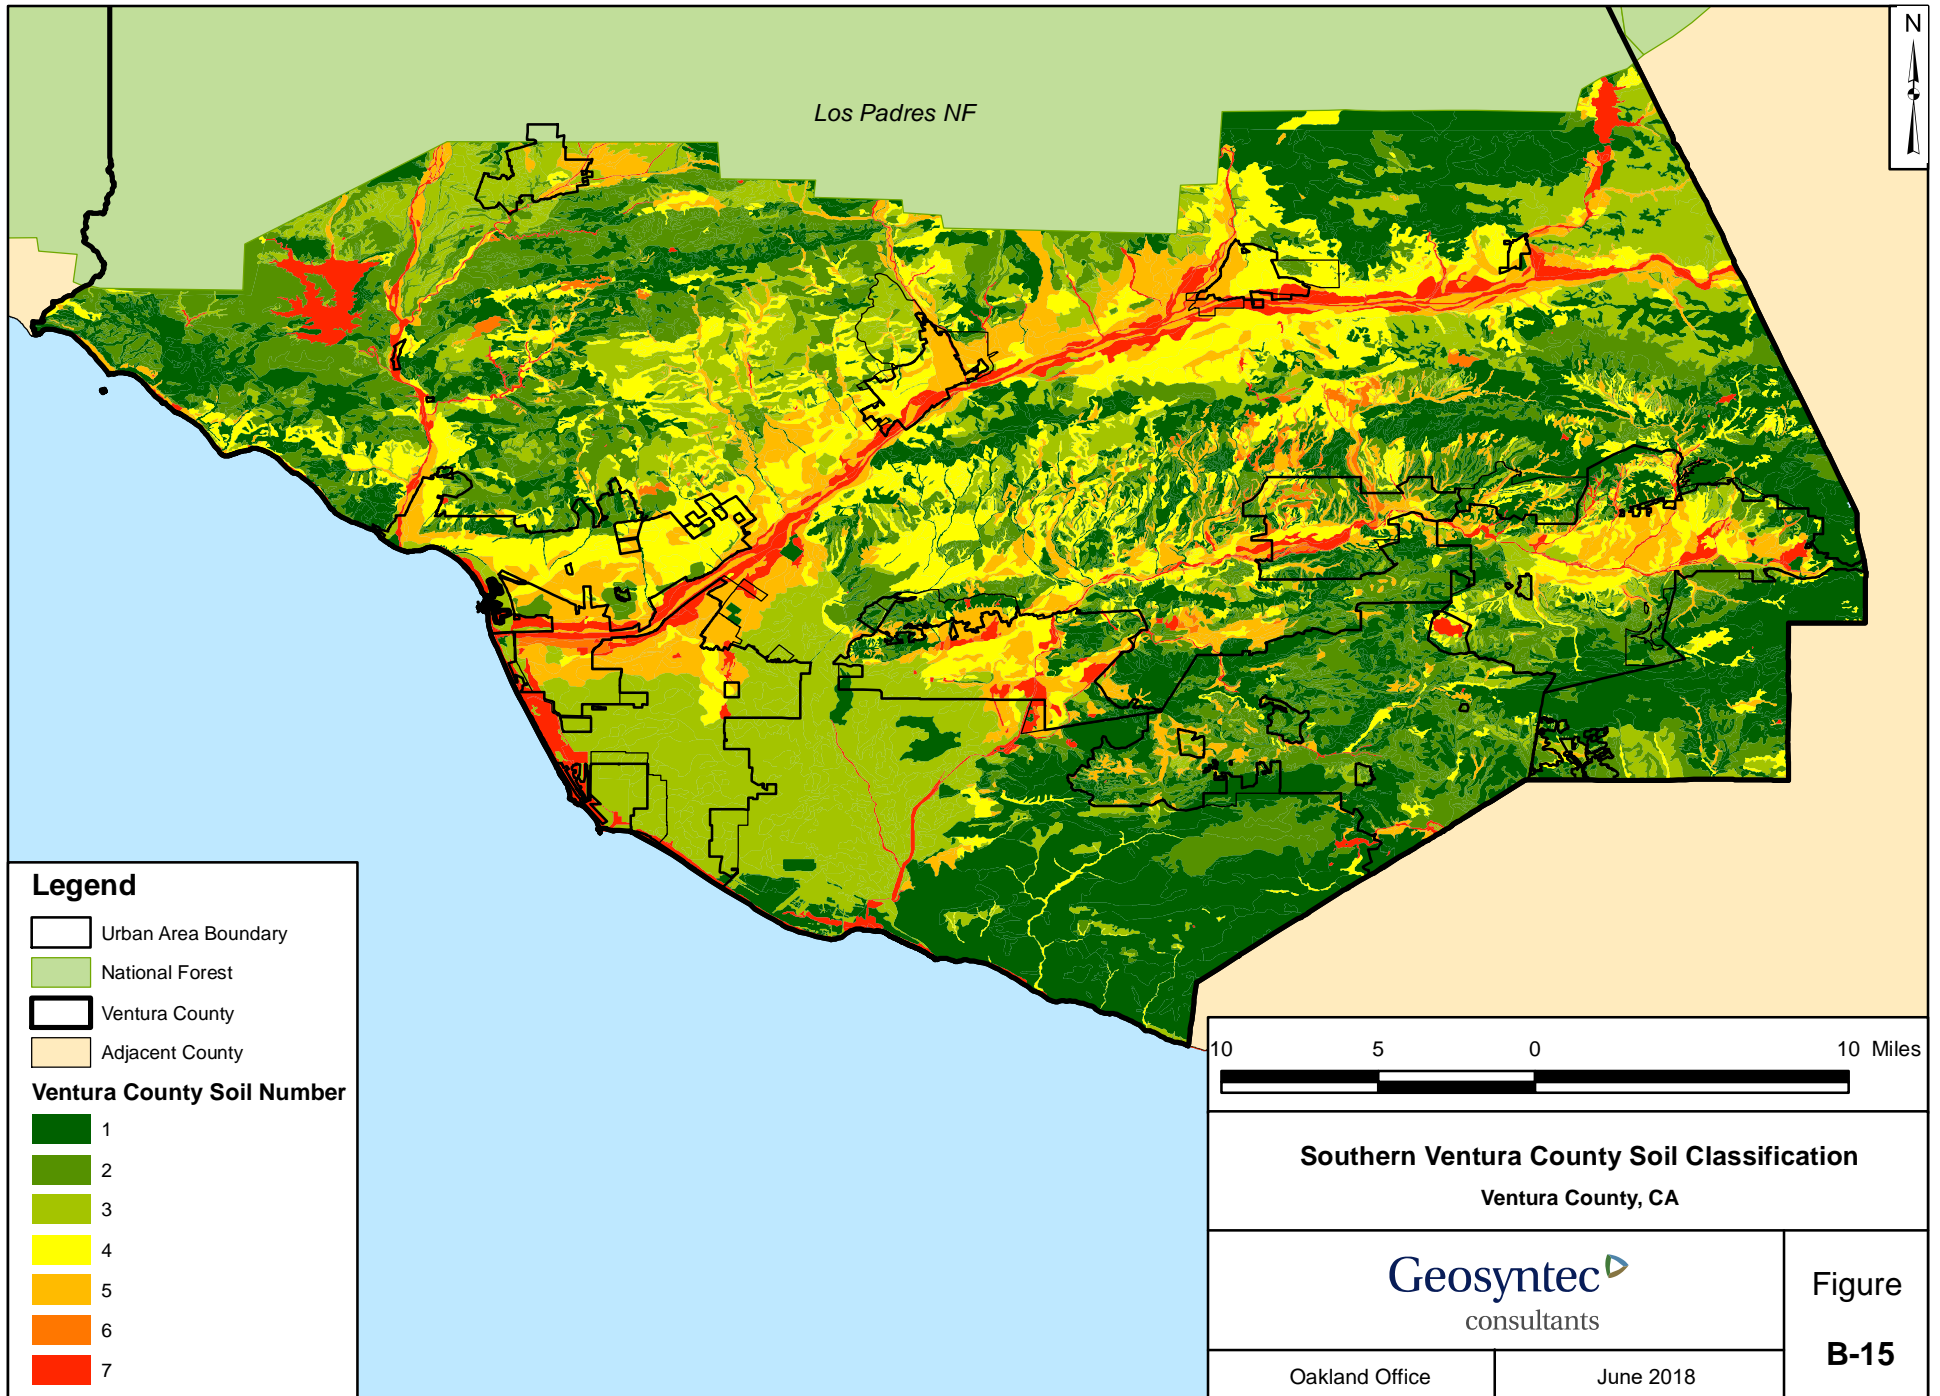 N
Los Padres NF
Legend
Urban Area Boundary
National Forest
Ventura County
Adjacent County
Ventura County Soil Number
1
2
3
4
5
6
7
10 5 0 10 Miles
Southern Ventura County Soil Classification
Ventura County, CA
Geosyntec
consultants
Figure
B-15
Oakland Office
June 2018